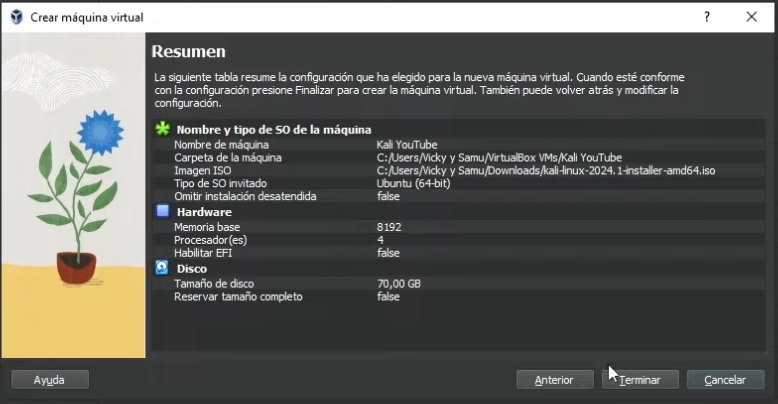 Crear máquina virtual
Resumen
La siguiente tabla resume la configuración que ha elegido para la nueva máquina virtual. Cuando esté conforme
con la configuración presione Finalizar para crear la máquina virtual. También puede volver atrás y modificar la
configuración.
Nombre y tipo de SO de la máquina
Nombre de máquina Kali YouTube
Carpeta de la máquina C:/Users/Vicky y Samu/VirtualBox VMs/Kali YouTube
Imagen ISO C:/Users/Vicky y Samu/Downloads/kali-linux-2024.1-installer-amd64.iso
Tipo de SO invitado Ubuntu (64-bit)
Omitir instalación desatendida false
Hardware
Memoria base 8192
Procesador(es) 4
Habilitar EFI false
Disco
Tamaño de disco 70,00 GB
Reservar tamaño completo false
Ayuda Anterior Terminar Cancelar